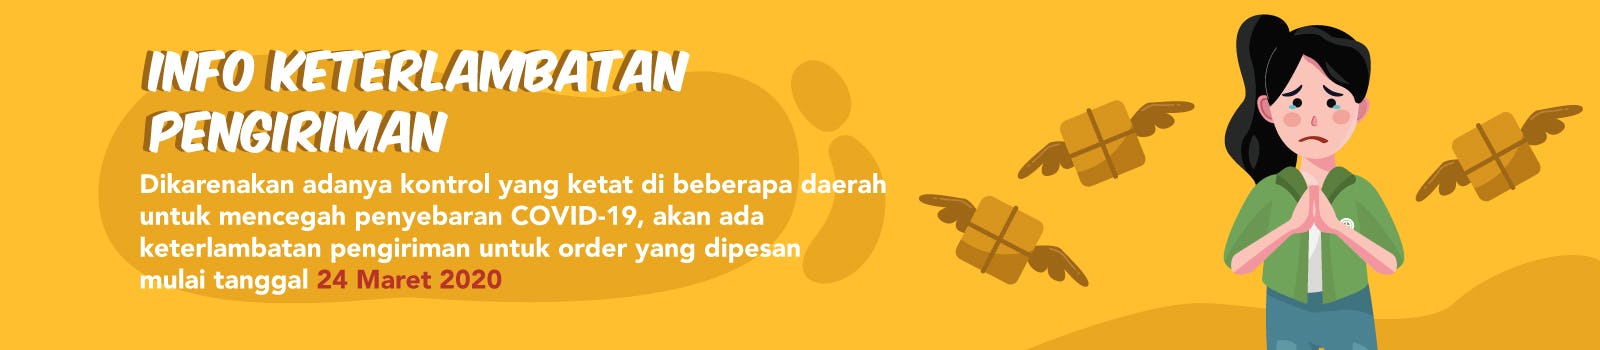 INFO KETERLAMBATAN
PENGIRIMAN
Dikarenakan adanya kontrol yang ketat di beberapa daerah
untuk mencegah penyebaran COVID-19, akan ada
keterlambatan pengiriman untuk order yang dipesan
mulai tanggal 24 Maret 2020